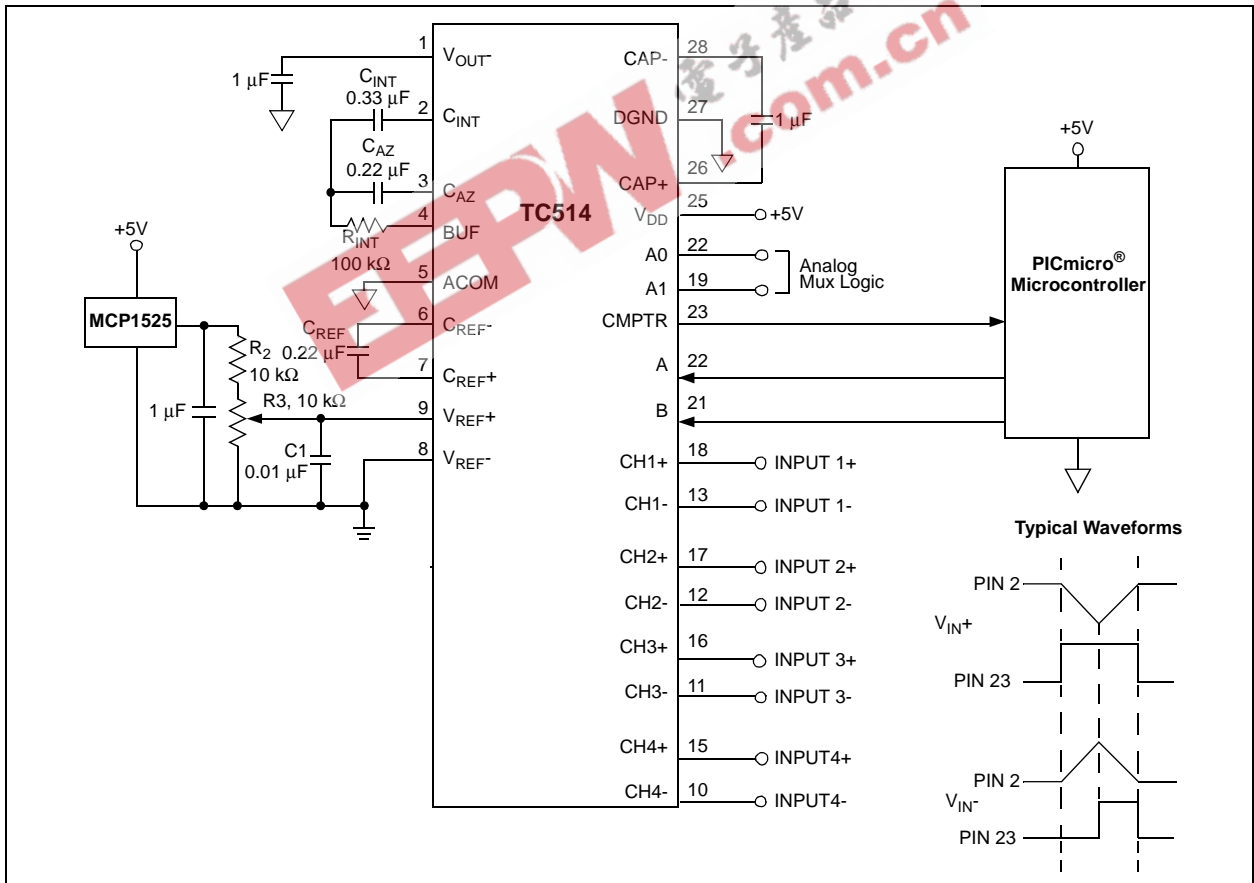 1
VOUT-
1 µF
CINT
0.33 µF
2
CINT
CAZ
0.22 µF
3
CAZ
4
BUF
RINT
100 kΩ
5
ACOM
6
CREF-
CREF
0.22 µF
7
CREF+
9
VREF+
8
VREF-
+5V
MCP1525
R2
10 kΩ
R3, 10 kΩ
1 µF
C1
0.01 µF
TC514
CAP-
28
DGND
27
1 µF
CAP+
26
VDD
25
+5V
A0
22
A1
19
Analog
Mux Logic
CMPTR
23
A
22
B
21
CH1+
18
INPUT 1+
CH1-
13
INPUT 1-
CH2+
17
INPUT 2+
CH2-
12
INPUT 2-
CH3+
16
INPUT 3+
CH3-
11
INPUT 3-
CH4+
15
INPUT4+
CH4-
10
INPUT4-
+5V
PICmicro®
Microcontroller
Typical Waveforms
PIN 2
VIN+
PIN 23
PIN 2
VIN-
PIN 23
EEPW
.com.cn
電子產品